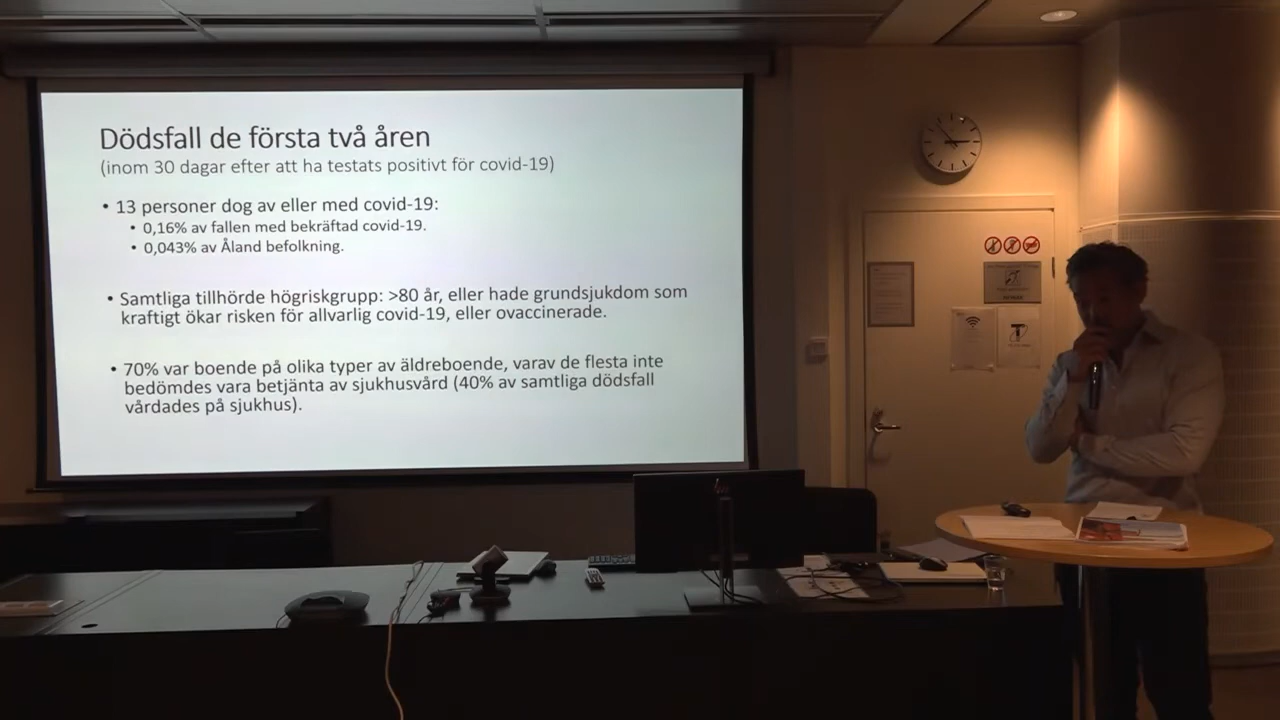 Dödsfall de första två åren
(inom 30 dagar efter att ha testats positivt för covid-19)
• 13 personer dog av eller med covid-19:
• 0,16% av fallen med bekräftad covid-19.
• 0,043% av Åland befolkning.
• Samtliga tillhörde högriskgrupp: >80 år, eller hade grundsjukdom som
kraftigt ökar risken för allvarlig covid-19, eller ovaccinerade.
• 70% var boende på olika typer av äldreboende, varav de flesta inte
bedömdes vara betjänta av sjukhusvård (40% av samtliga dödsfall
vårdades på sjukhus).